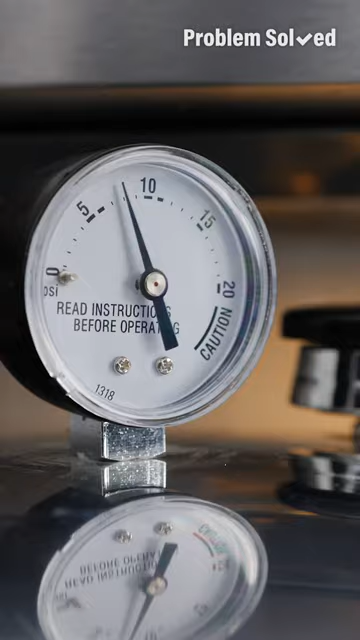 Problem Solved
10
5
15
0
20
psi
READ INSTRUCTIONS
BEFORE OPERATING
CAUTION
1318